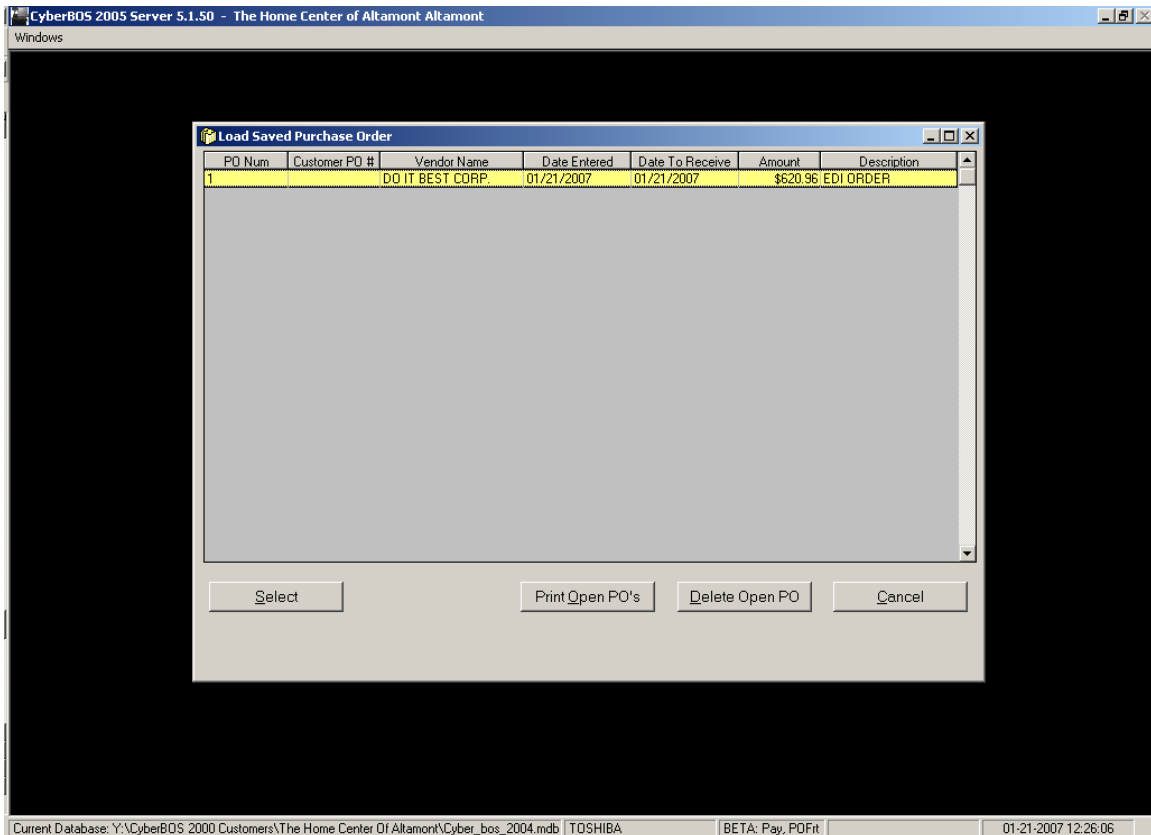 CyberBOS 2005 Server 5.1.50 - The Home Center of Altamont Altamont
Windows
Load Saved Purchase Order
PO Num Customer PO # Vendor Name Date Entered Date To Receive Amount Description
1 DO IT BEST CORP. 01/21/2007 01/21/2007 $620.96 EDI ORDER
Select Print Open PO's Delete Open PO Cancel
Current Database: Y:\CyberBOS 2000 Customers\The Home Center Of Altamont\Cyber_bos_2004.mdb TOSHIBA BETA: Pay, POFrt 01-21-2007 12:26:06